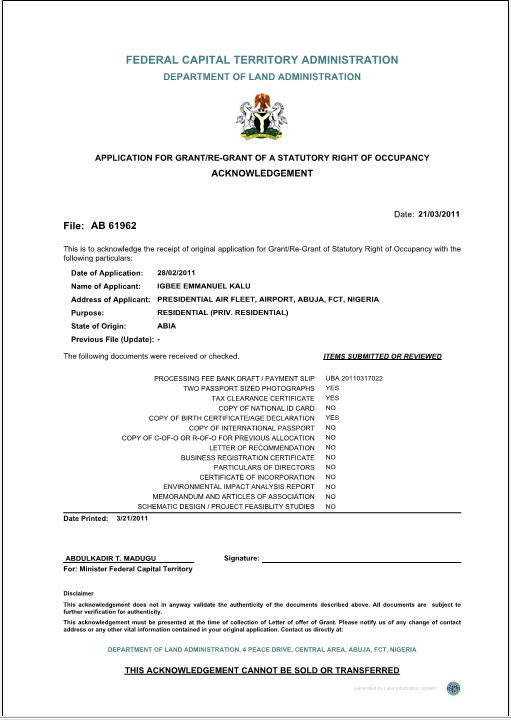 FEDERAL CAPITAL TERRITORY ADMINISTRATION
DEPARTMENT OF LAND ADMINISTRATION
APPLICATION FOR GRANT/RE-GRANT OF A STATUTORY RIGHT OF OCCUPANCY
ACKNOWLEDGEMENT
Date: 21/03/2011
File: AB 61962
This is to acknowledge the receipt of original application for Grant/Re-Grant of Statutory Right of Occupancy with the
following particulars:
Date of Application: 28/02/2011
Name of Applicant: IGBEE EMMANUEL KALU
Address of Applicant: PRESIDENTIAL AIR FLEET, AIRPORT, ABUJA, FCT, NIGERIA
Purpose: RESIDENTIAL (PRIV. RESIDENTIAL)
State of Origin: ABIA
Previous File (Update): -
The following documents were received or checked. ITEMS SUBMITTED OR REVIEWED
PROCESSING FEE BANK DRAFT / PAYMENT SLIP UBA 20110317022
TWO PASSPORT SIZED PHOTOGRAPHS YES
TAX CLEARANCE CERTIFICATE YES
COPY OF NATIONAL ID CARD NO
COPY OF BIRTH CERTIFICATE/AGE DECLARATION YES
COPY OF INTERNATIONAL PASSPORT NO
COPY OF C-OF-O OR R-OF-O FOR PREVIOUS ALLOCATION NO
LETTER OF RECOMMENDATION NO
BUSINESS REGISTRATION CERTIFICATE NO
PARTICULARS OF DIRECTORS NO
CERTIFICATE OF INCORPORATION NO
ENVIRONMENTAL IMPACT ANALYSIS REPORT NO
MEMORANDUM AND ARTICLES OF ASSOCIATION NO
SCHEMATIC DESIGN / PROJECT FEASIBLITY STUDIES NO
Date Printed: 3/21/2011
ABDULKADIR T. MADUGU Signature:
For: Minister Federal Capital Territory
Disclaimer
This acknowledgement does not in anyway validate the authenticity of the documents described above. All documents are subject to
further verification for authenticity.
This acknowledgement must be presented at the time of collection of Letter of offer of Grant. Please notify us of any change of contact
address or any other vital information contained in your original application. Contact us directly at:
DEPARTMENT OF LAND ADMINISTRATION, 4 PEACE DRIVE, CENTRAL AREA, ABUJA, FCT, NIGERIA
THIS ACKNOWLEDGEMENT CANNOT BE SOLD OR TRANSFERRED
Generated by Land Information System